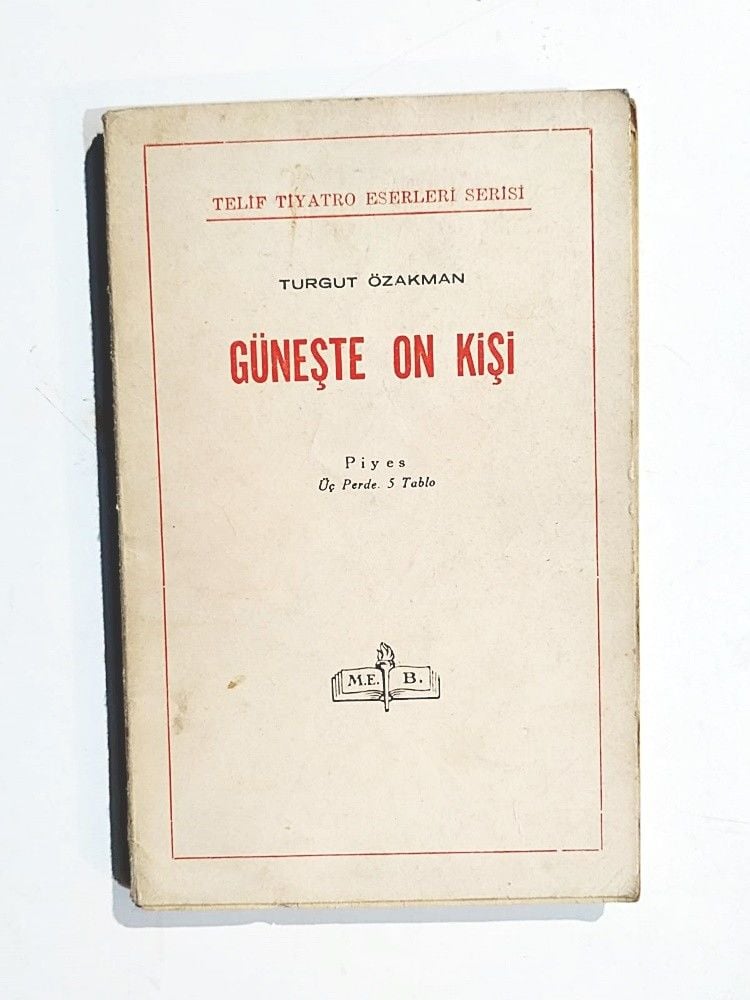 TELİF TİYATRO ESERLERİ SERİSİ
TURGUT ÖZAKMAN
GÜNEŞTE ON KİŞİ
Piyes
Üç Perde. 5 Tablo
M.E. B.